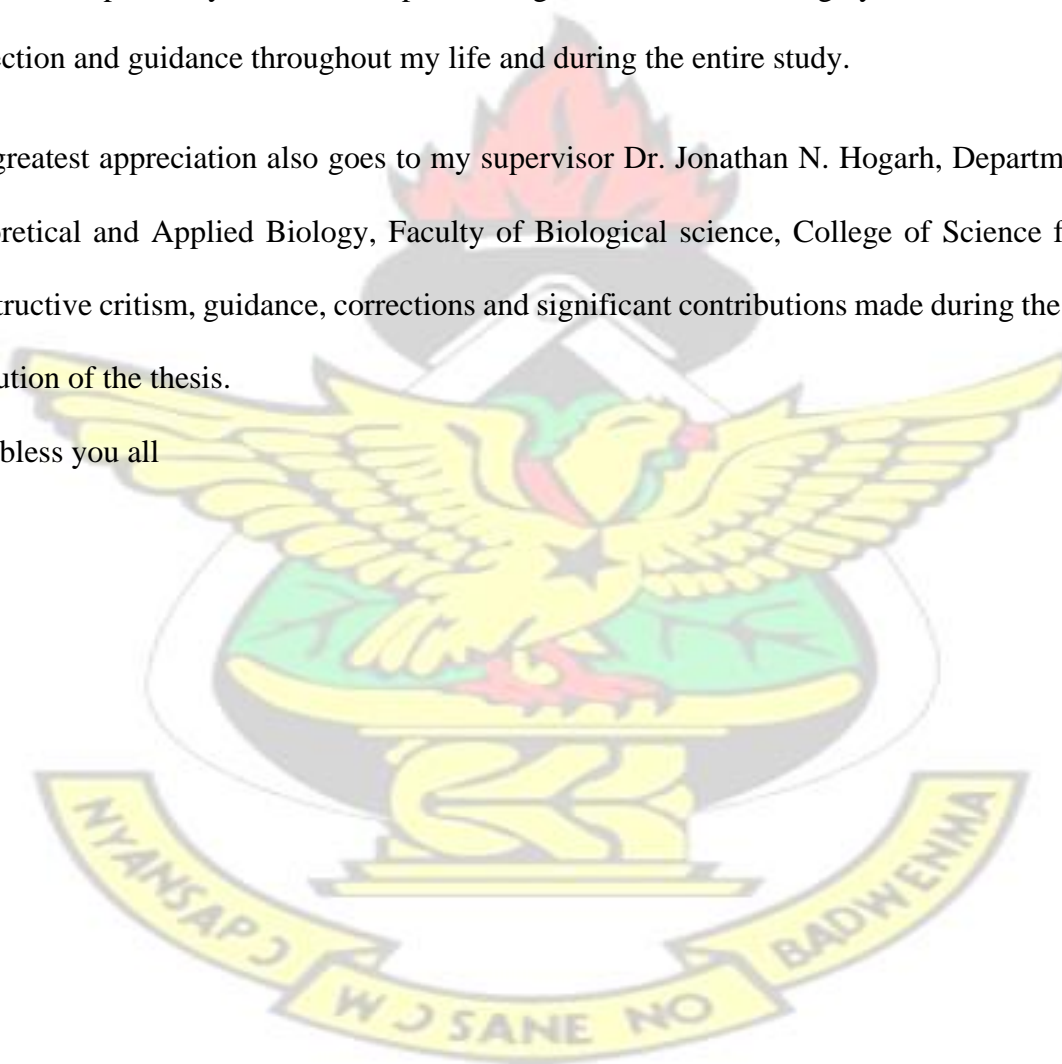 ection and guidance throughout my life and during the entire study.
greatest appreciation also goes to my supervisor Dr. Jonathan N. Hogarh, Departm
oretical and Applied Biology, Faculty of Biological science, College of Science f
structive critism, guidance, corrections and significant contributions made during the
ution of the thesis.
bless you all
NYANSAPƆ
WƆSANE NO
BADWENMA